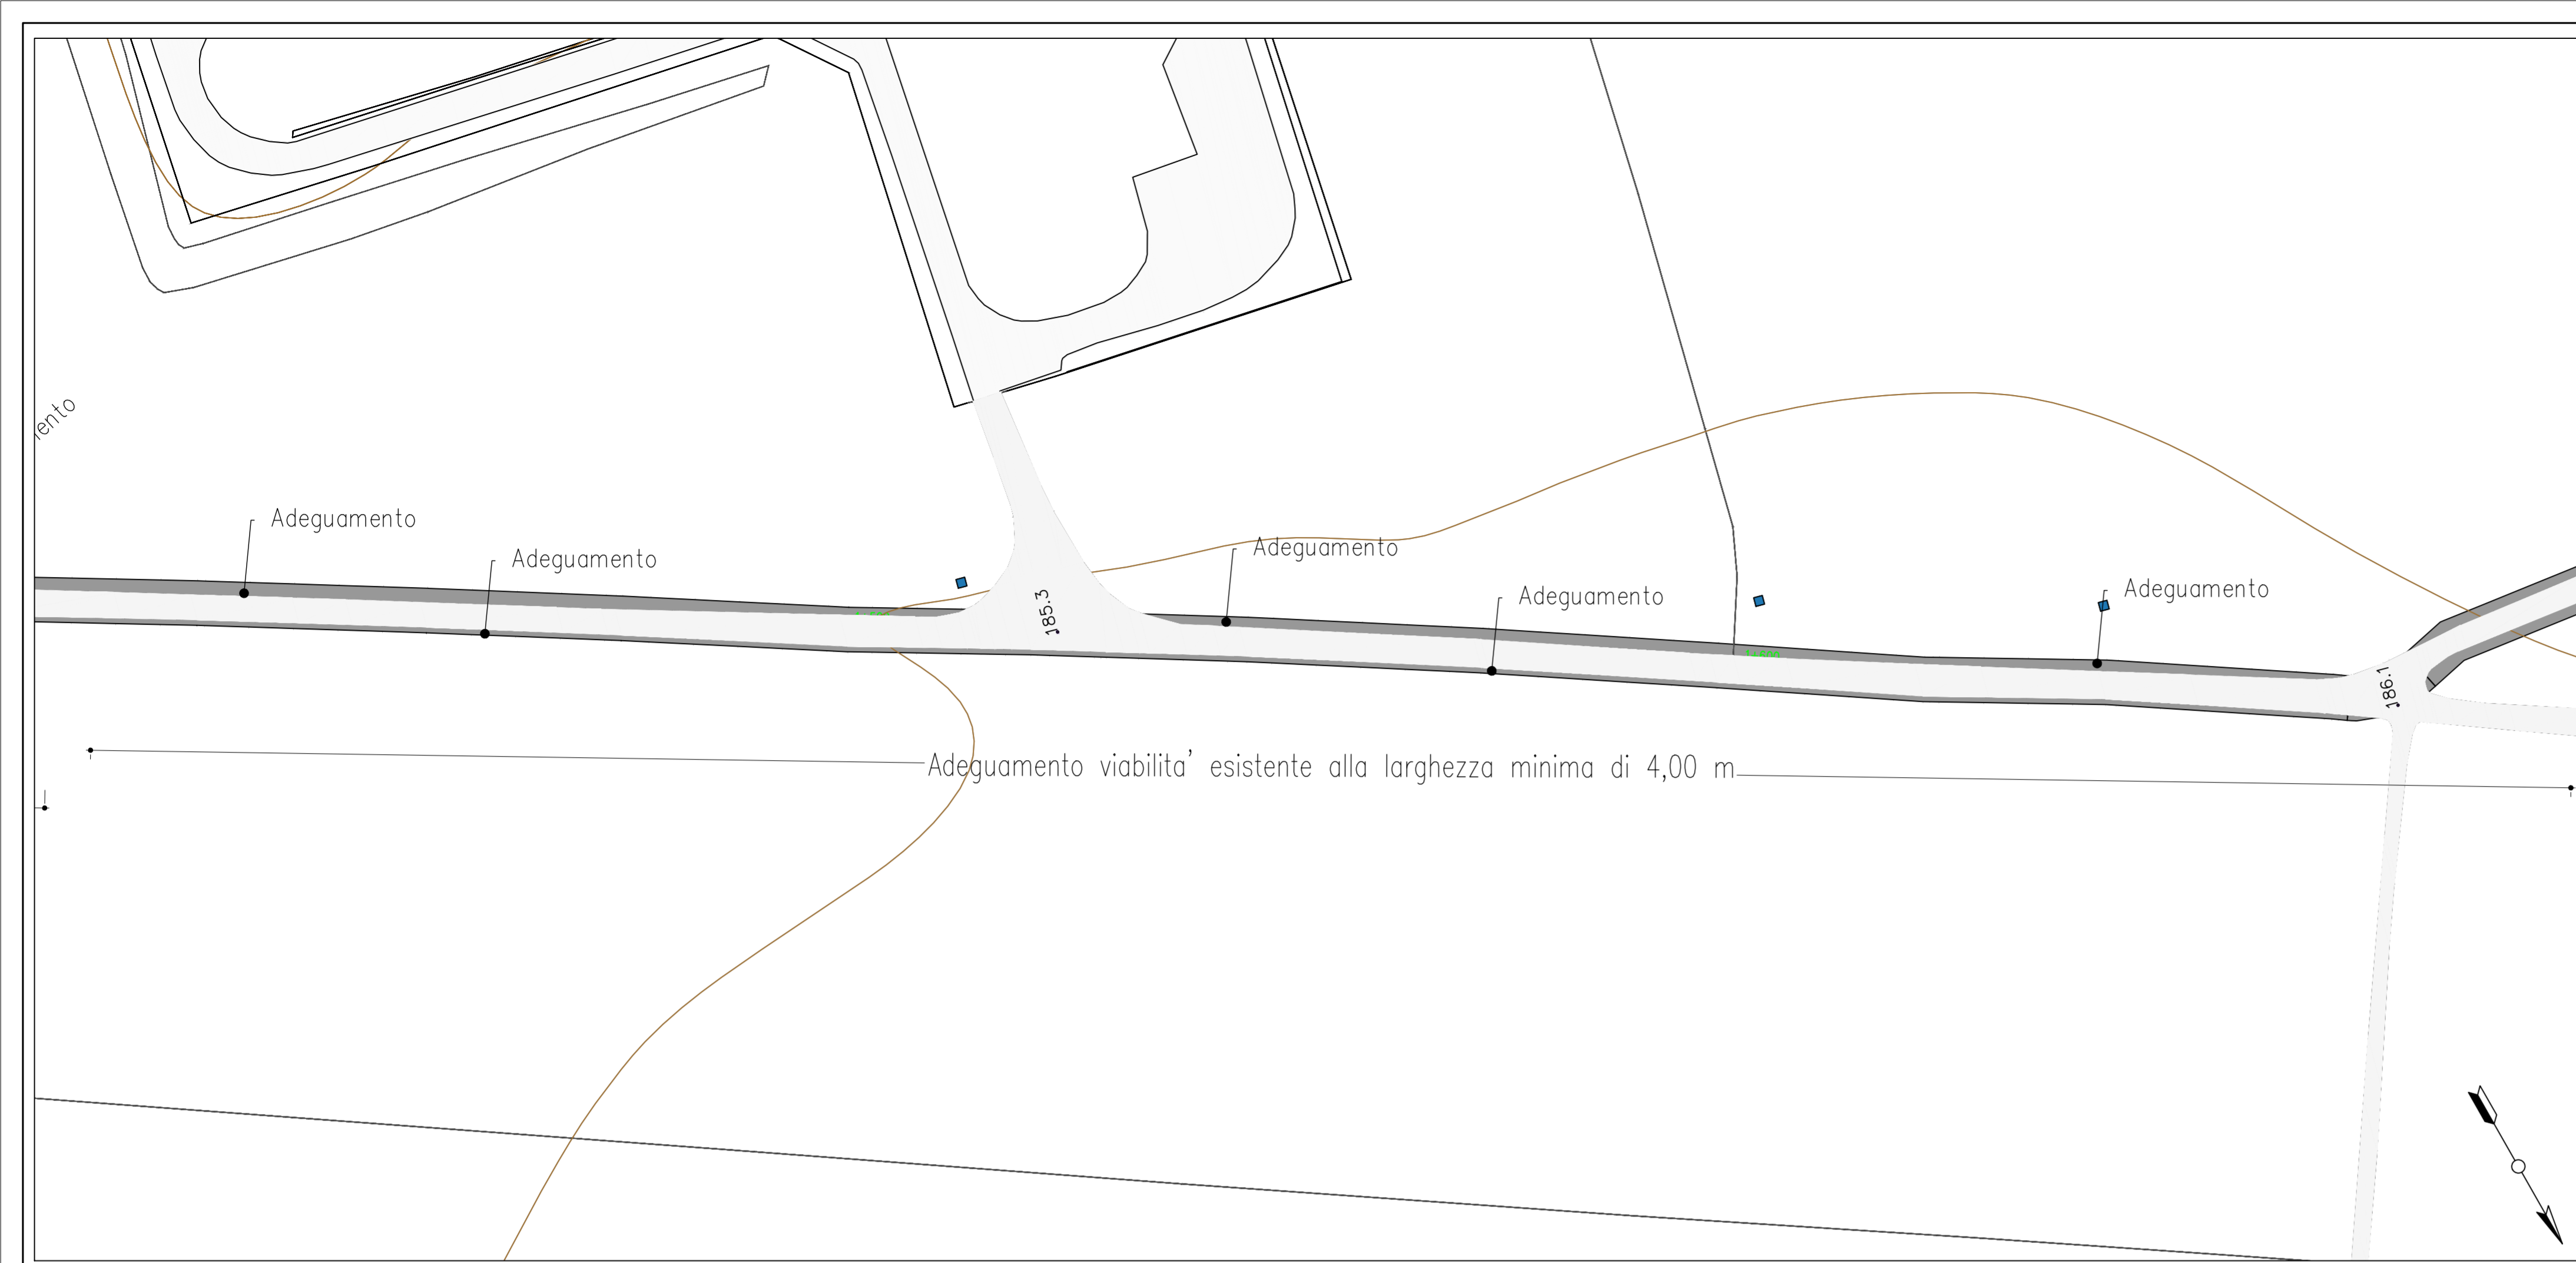 ento
Adeguamento
Adeguamento
Adeguamento
Adeguamento
Adeguamento
185.3
186.1
Adeguamento viabilita' esistente alla larghezza minima di 4,00 m